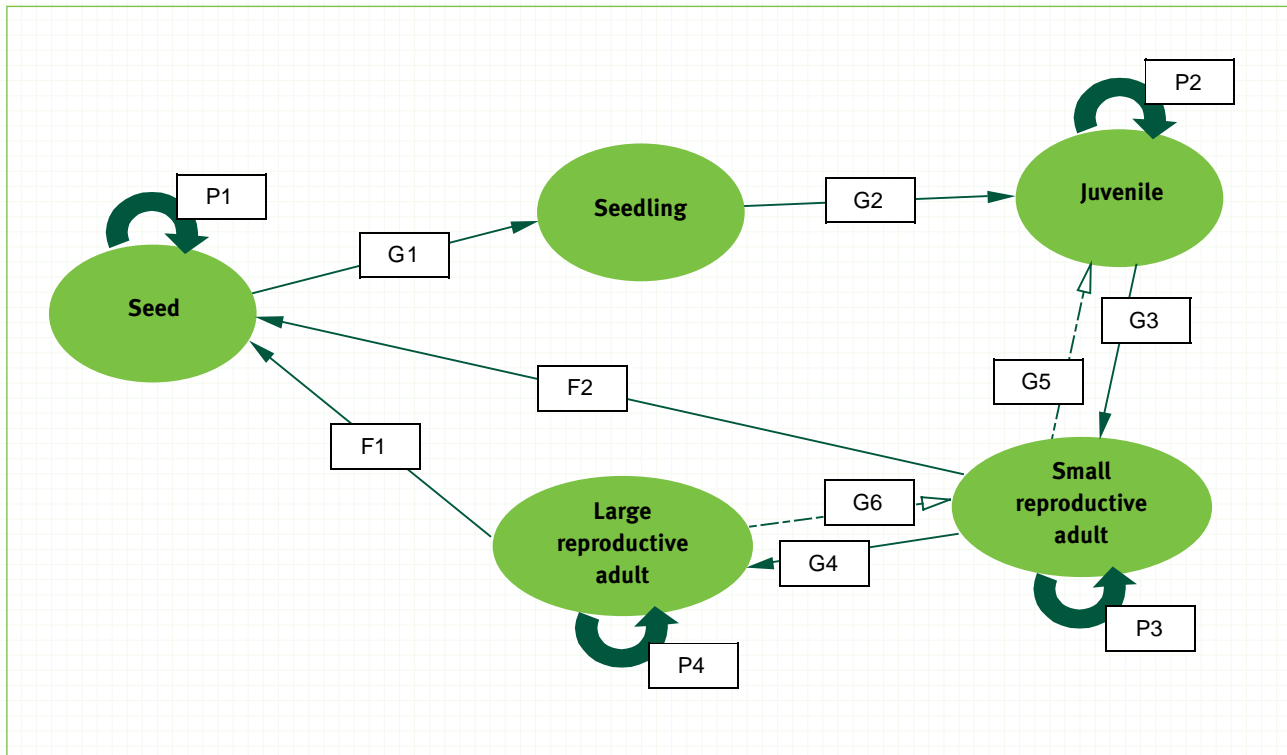 P2
Juvenile
P1
Seedling
G2
G1
Seed
G3
G5
F2
F1
Small
reproductive
adult
Large
reproductive
adult
G6
G4
P3
P4